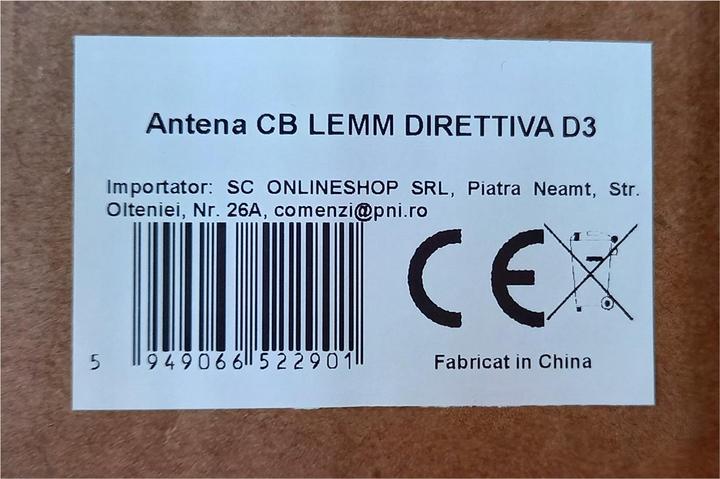 Antena CB LEMM DIRETTIVA D3
Importator: SC ONLINESHOP SRL, Piatra Neamt, Str.
Olteniei, Nr. 26A, comenzi@pni.ro
CE
5 949066 522901
Fabricat in China